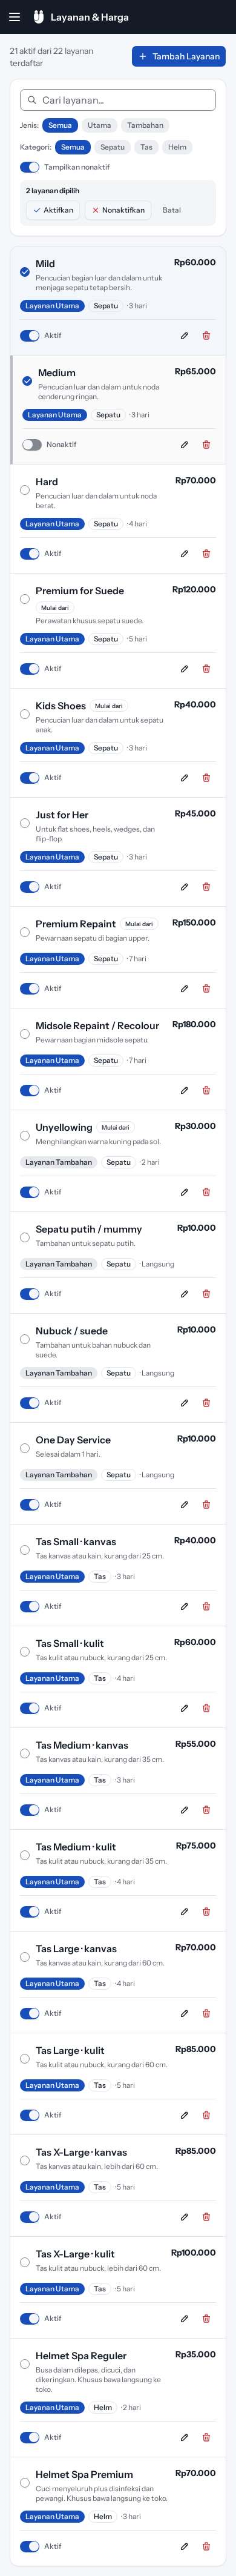 Layanan & Harga
21 aktif dari 22 layanan
terdaftar
Tambah Layanan
Cari layanan...
Jenis: Semua Utama Tambahan
Kategori: Semua Sepatu Tas Helm
Tampilkan nonaktif
2 layanan dipilih
Aktifkan Nonaktifkan Batal
Mild Rp60.000
Pencucian bagian luar dan dalam untuk
menjaga sepatu tetap bersih.
Layanan Utama Sepatu · 3 hari
Aktif
Medium Rp65.000
Pencucian luar dan dalam untuk noda
cenderung ringan.
Layanan Utama Sepatu · 3 hari
Nonaktif
Hard Rp70.000
Pencucian luar dan dalam untuk noda
berat.
Layanan Utama Sepatu · 4 hari
Aktif
Premium for Suede Rp120.000
Mulai dari
Perawatan khusus sepatu suede.
Layanan Utama Sepatu · 5 hari
Aktif
Kids Shoes Mulai dari Rp40.000
Pencucian luar dan dalam untuk sepatu
anak.
Layanan Utama Sepatu · 3 hari
Aktif
Just for Her Rp45.000
Untuk flat shoes, heels, wedges, dan
flip-flop.
Layanan Utama Sepatu · 3 hari
Aktif
Premium Repaint Mulai dari Rp150.000
Pewarnaan sepatu di bagian upper.
Layanan Utama Sepatu · 7 hari
Aktif
Midsole Repaint / Recolour Rp180.000
Pewarnaan bagian midsole sepatu.
Layanan Utama Sepatu · 7 hari
Aktif
Unyellowing Mulai dari Rp30.000
Menghilangkan warna kuning pada sol.
Layanan Tambahan Sepatu · 2 hari
Aktif
Sepatu putih / mummy Rp10.000
Tambahan untuk sepatu putih.
Layanan Tambahan Sepatu · Langsung
Aktif
Nubuck / suede Rp10.000
Tambahan untuk bahan nubuck dan
suede.
Layanan Tambahan Sepatu · Langsung
Aktif
One Day Service Rp10.000
Selesai dalam 1 hari.
Layanan Tambahan Sepatu · Langsung
Aktif
Tas Small · kanvas Rp40.000
Tas kanvas atau kain, kurang dari 25 cm.
Layanan Utama Tas · 3 hari
Aktif
Tas Small · kulit Rp60.000
Tas kulit atau nubuck, kurang dari 25 cm.
Layanan Utama Tas · 4 hari
Aktif
Tas Medium · kanvas Rp55.000
Tas kanvas atau kain, kurang dari 35 cm.
Layanan Utama Tas · 3 hari
Aktif
Tas Medium · kulit Rp75.000
Tas kulit atau nubuck, kurang dari 35 cm.
Layanan Utama Tas · 4 hari
Aktif
Tas Large · kanvas Rp70.000
Tas kanvas atau kain, kurang dari 60 cm.
Layanan Utama Tas · 4 hari
Aktif
Tas Large · kulit Rp85.000
Tas kulit atau nubuck, kurang dari 60 cm.
Layanan Utama Tas · 5 hari
Aktif
Tas X-Large · kanvas Rp85.000
Tas kanvas atau kain, lebih dari 60 cm.
Layanan Utama Tas · 5 hari
Aktif
Tas X-Large · kulit Rp100.000
Tas kulit atau nubuck, lebih dari 60 cm.
Layanan Utama Tas · 5 hari
Aktif
Helmet Spa Reguler Rp35.000
Busa dalam dilepas, dicuci, dan
dikeringkan. Khusus bawa langsung ke
toko.
Layanan Utama Helm · 2 hari
Aktif
Helmet Spa Premium Rp70.000
Cuci menyeluruh plus disinfeksi dan
pewangi. Khusus bawa langsung ke toko.
Layanan Utama Helm · 3 hari
Aktif